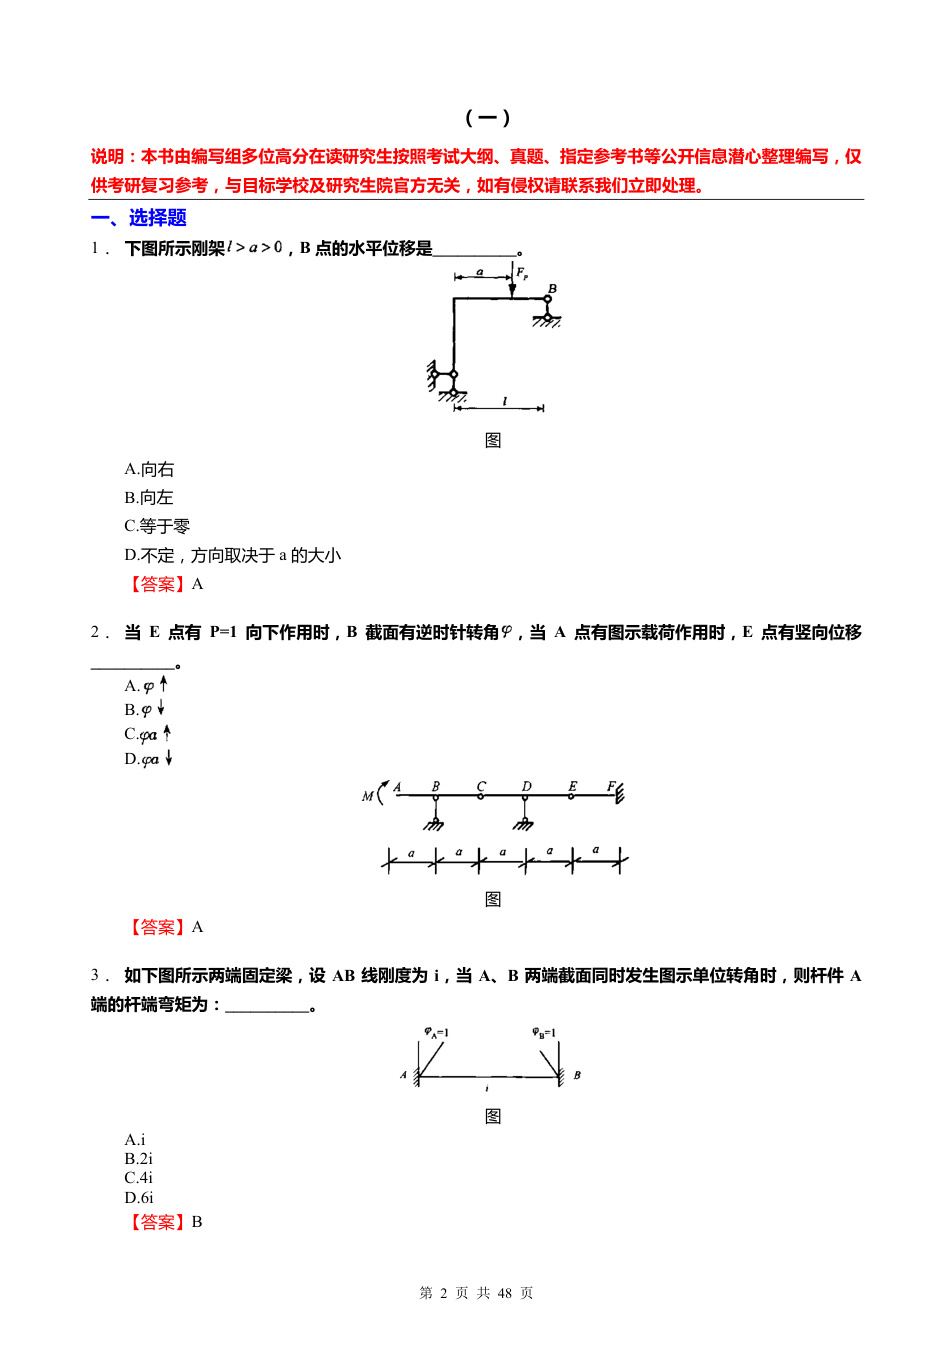 （一）
说明：本书由编写组多位高分在读研究生按照考试大纲、真题、指定参考书等公开信息潜心整理编写，仅
供考研复习参考，与目标学校及研究生院官方无关，如有侵权请联系我们立即处理。
一、选择题
1． 下图所示刚架l＞a＞0，B 点的水平位移是__________。
a F_P
B
l
图
A.向右
B.向左
C.等于零
D.不定，方向取决于 a 的大小
【答案】A
2． 当 E 点有 P=1 向下作用时，B 截面有逆时针转角φ，当 A 点有图示载荷作用时，E 点有竖向位移
__________。
A.φ↑
B.φ↓
C.φa↑
D.φa↓
M A B C D E F
a a a a a
图
【答案】A
3． 如下图所示两端固定梁，设 AB 线刚度为 i，当 A、B 两端截面同时发生图示单位转角时，则杆件 A
端的杆端弯矩为：__________。
φ_A=1 φ_B=1
A B
i
图
A.i
B.2i
C.4i
D.6i
【答案】B
第 2 页 共 48 页